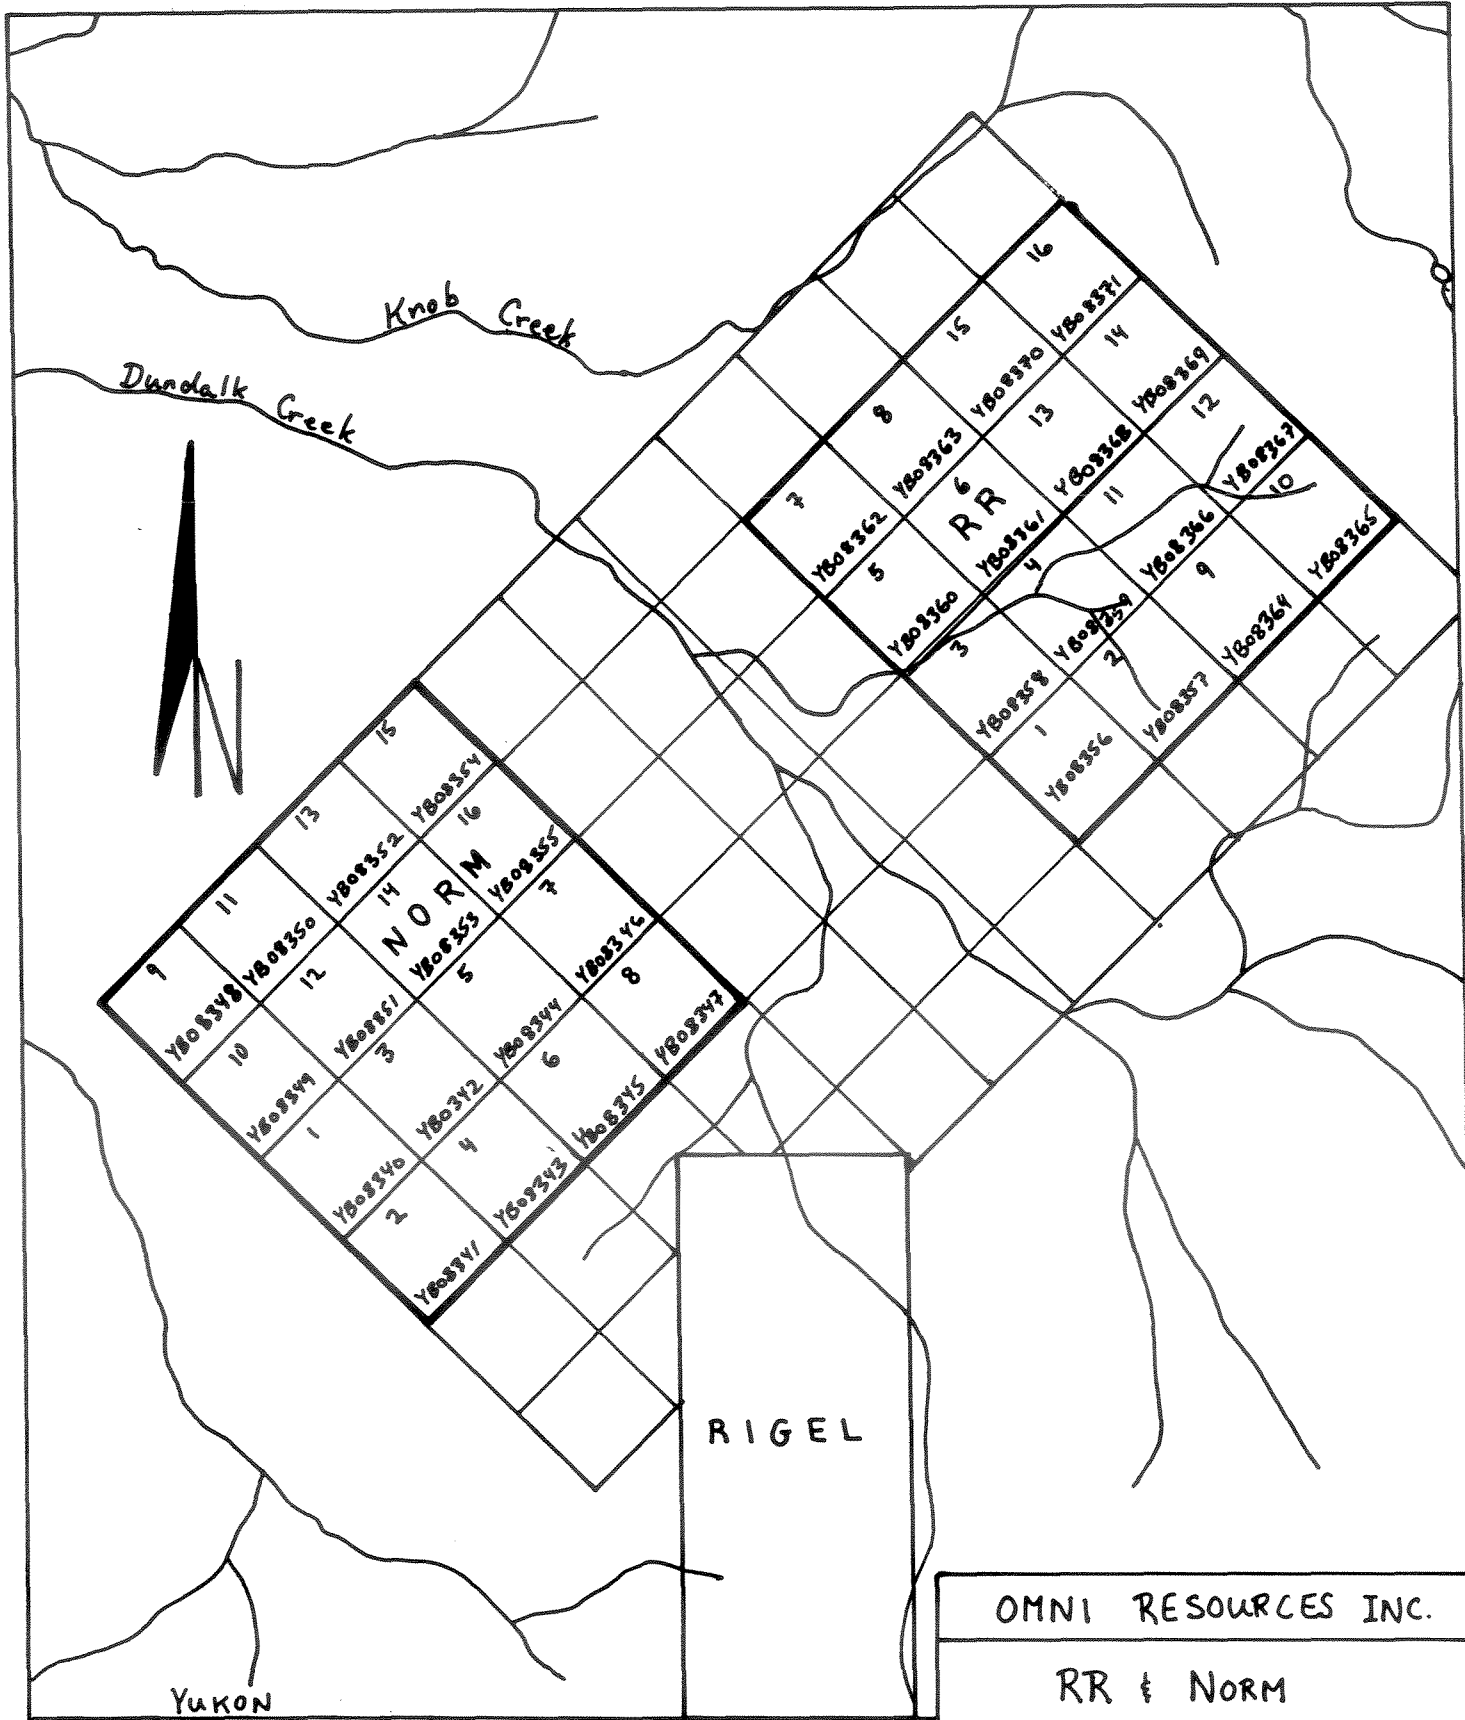 Knob Creek
Dundalk Creek
N
16
YB08371
15
YB08370
14
YB08369
8
YB08363
13
YB08368
12
YB08367
7
YB08362
6
RR
YB08361
11
YB08366
10
YB08365
5
YB08360
4
YB08359
9
YB08364
3
YB08358
2
YB08357
1
YB08356
15
YB08354
13
YB08352
16
YB08355
11
YB08350
14
NORM
YB08353
7
YB08346
9
YB08348
12
YB08851
5
YB08344
8
YB08347
10
YB08349
3
YB0342
6
YB08345
1
YB08340
4
YB08343
2
YB08341
RIGEL
OMNI RESOURCES INC.
RR & NORM
YUKON